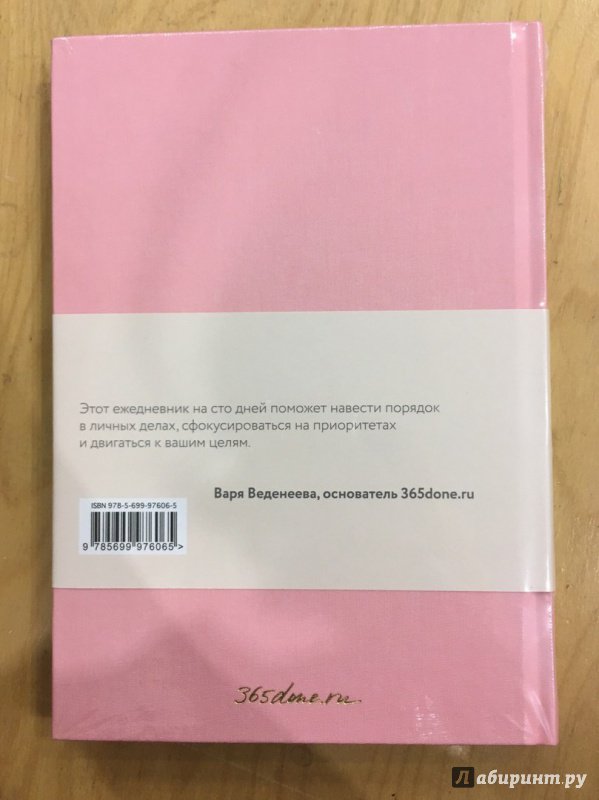 Этот ежедневник на сто дней поможет навести порядок
в личных делах, сфокусироваться на приоритетах
и двигаться к вашим целям.
Варя Веденеева, основатель 365done.ru
ISBN 978-5-699-97606-5
9 785699 976065 >
365done.ru
Лабиринт.ру